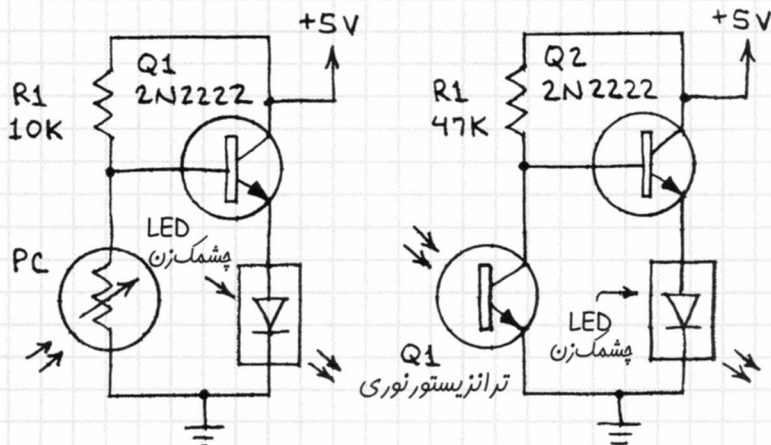 +5V
Q1
2N2222
R1
10K
LED
چشمک‌زن
PC
+5V
Q2
2N2222
R1
47K
Q1
ترانزیستور نوری
LED
چشمک‌زن